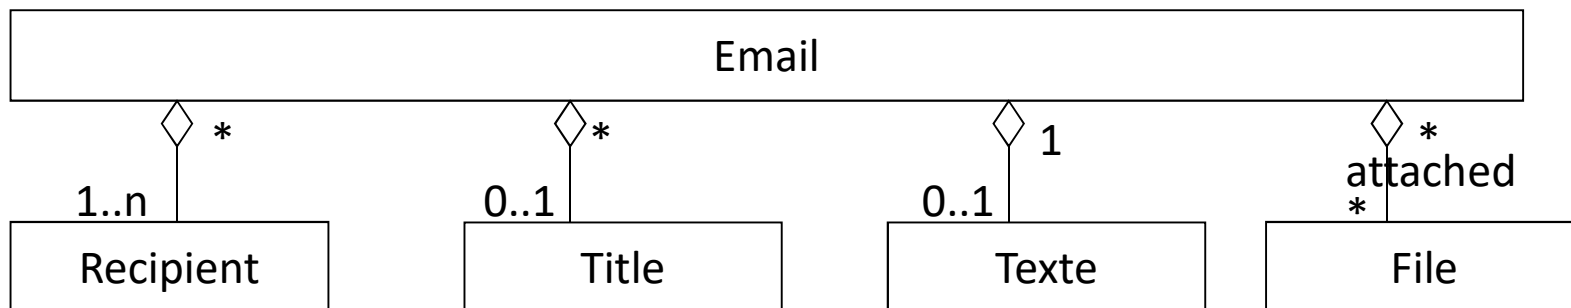 Email
* * 1 *
attached
1..n 0..1 0..1 *
Recipient Title Texte File